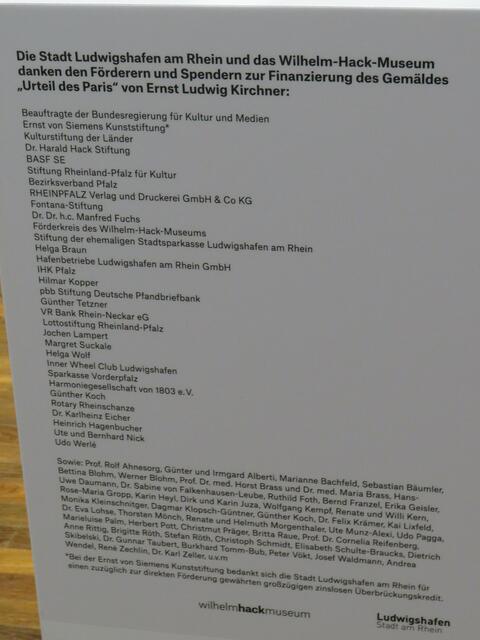 Die Stadt Ludwigshafen am Rhein und das Wilhelm-Hack-Museum
danken den Förderern und Spendern zur Finanzierung des Gemäldes
„Urteil des Paris“ von Ernst Ludwig Kirchner:
Beauftragte der Bundesregierung für Kultur und Medien
Ernst von Siemens Kunststiftung*
Kulturstiftung der Länder
Dr. Harald Hack Stiftung
BASF SE
Stiftung Rheinland-Pfalz für Kultur
Bezirksverband Pfalz
RHEINPFALZ Verlag und Druckerei GmbH & Co KG
Fontana-Stiftung
Dr. Dr. h.c. Manfred Fuchs
Förderkreis des Wilhelm-Hack-Museums
Stiftung der ehemaligen Stadtsparkasse Ludwigshafen am Rhein
Helga Braun
Hafenbetriebe Ludwigshafen am Rhein GmbH
IHK Pfalz
Hilmar Kopper
pbb Stiftung Deutsche Pfandbriefbank
Günther Tetzner
VR Bank Rhein-Neckar eG
Lottostiftung Rheinland-Pfalz
Jochen Lampert
Margret Suckale
Helga Wolf
Inner Wheel Club Ludwigshafen
Sparkasse Vorderpfalz
Harmoniegesellschaft von 1803 e.V.
Günther Koch
Rotary Rheinschanze
Dr. Karlheinz Eicher
Heinrich Hagenbucher
Ute und Bernhard Nick
Udo Werlé
Sowie: Prof. Rolf Ahnesorg, Günter und Irmgard Alberti, Marianne Bachfeld, Sebastian Bäumler,
Bettina Blohm, Werner Blohm, Prof. Dr. med. Horst Brass und Dr. med. Maria Brass, Hans-
Uwe Daumann, Dr. Sabine von Falkenhausen-Leube, Ruthild Foth, Bernd Franzel, Erika Geisler,
Rose-Maria Gropp, Karin Heyl, Dirk und Karin Juza, Wolfgang Kempf, Renate und Willi Kern,
Monika Kleinschnitger, Dagmar Klopsch-Güntner, Günther Koch, Dr. Felix Krämer, Kai Lixfeld,
Dr. Eva Lohse, Thorsten Mönch, Renate und Helmuth Morgenthaler, Ute Munz-Alexi, Udo Pagga,
Marieluise Palm, Herbert Pott, Christmut Präger, Britta Raue, Prof. Dr. Cornelia Reifenberg,
Anne Rittig, Brigitte Röth, Stefan Röth, Christoph Schmidt, Elisabeth Schulte-Braucks, Dietrich
Skibelski, Dr. Gunnar Taubert, Burkhard Tomm-Bub, Peter Vökt, Josef Waldmann, Andrea
Wendel, René Zechlin, Dr. Karl Zeller, u.v.m
*Bei der Ernst von Siemens Kunststiftung bedankt sich die Stadt Ludwigshafen am Rhein für
einen zuzüglich zur direkten Förderung gewährten großzügigen zinslosen Überbrückungskredit.
wilhelmhackmuseum
Ludwigshafen
Stadt am Rhein